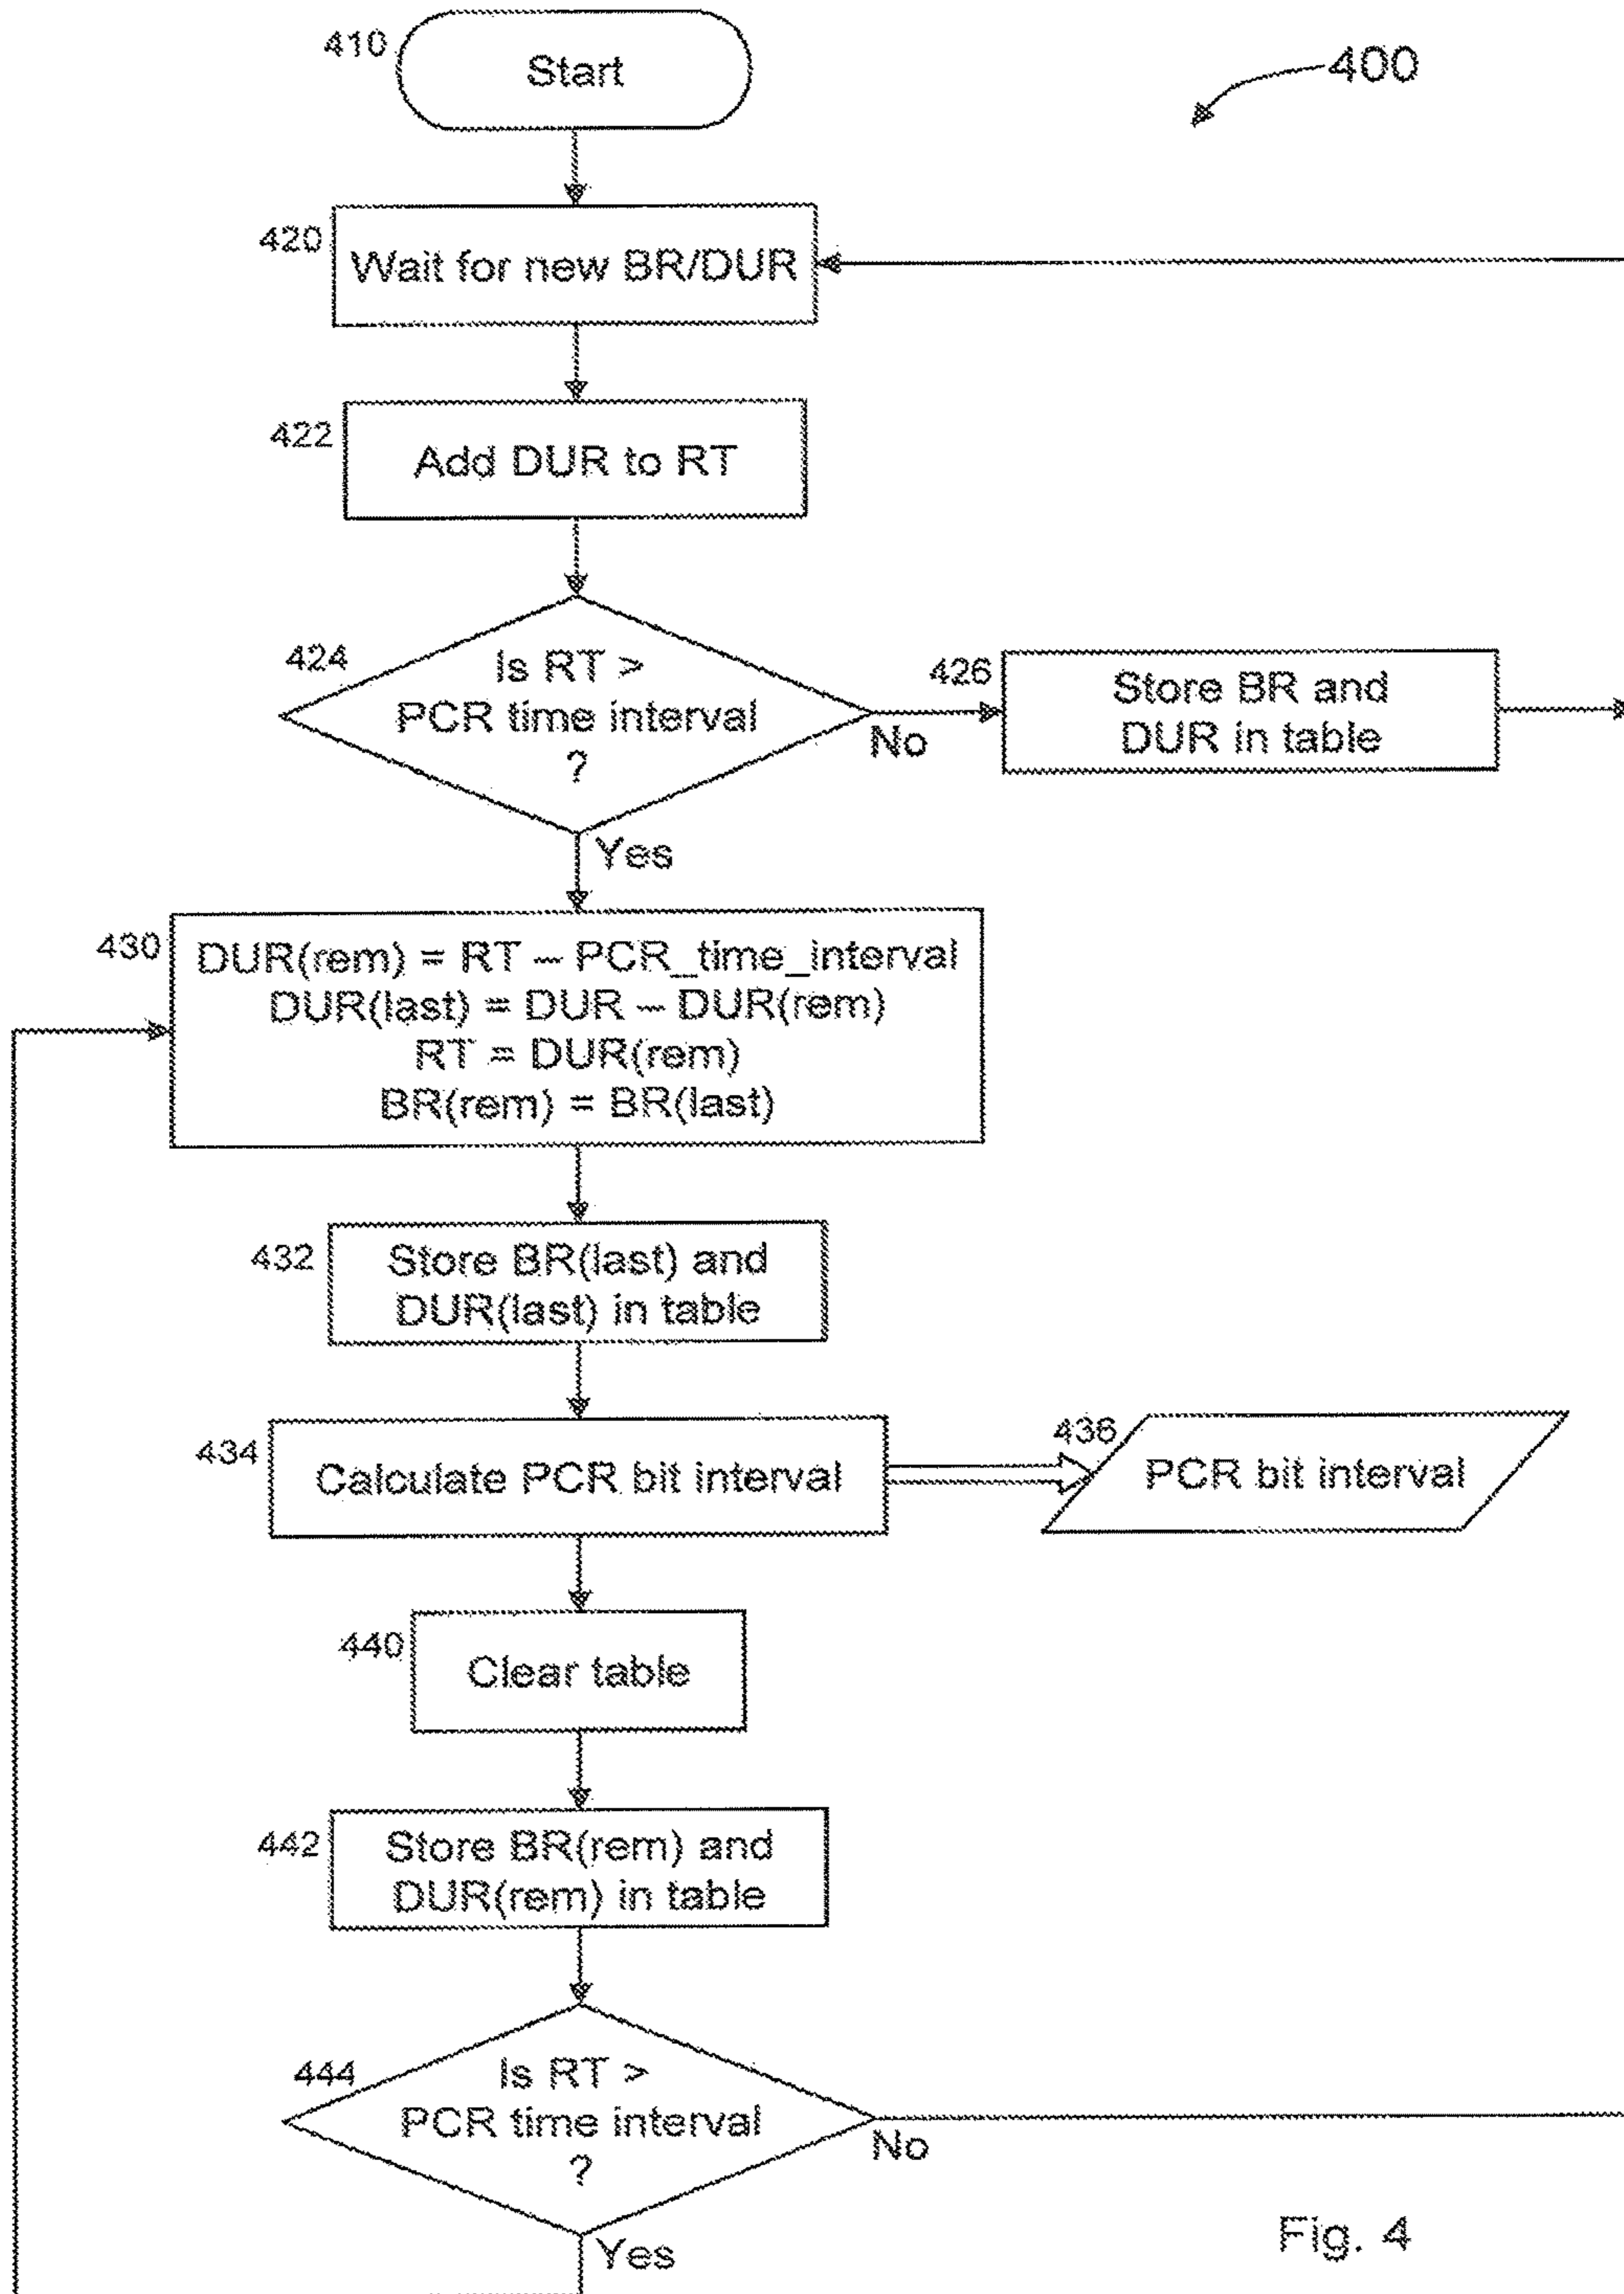 410
Start
400
420
Wait for new BR/DUR
422
Add DUR to RT
424
Is RT >
PCR time interval
?
No
426
Store BR and
DUR in table
Yes
430
DUR(rem) = RT – PCR_time_interval
DUR(last) = DUR – DUR(rem)
RT = DUR(rem)
BR(rem) = BR(last)
432
Store BR(last) and
DUR(last) in table
434
Calculate PCR bit interval
436
PCR bit interval
440
Clear table
442
Store BR(rem) and
DUR(rem) in table
444
Is RT >
PCR time interval
?
No
Yes
Fig. 4